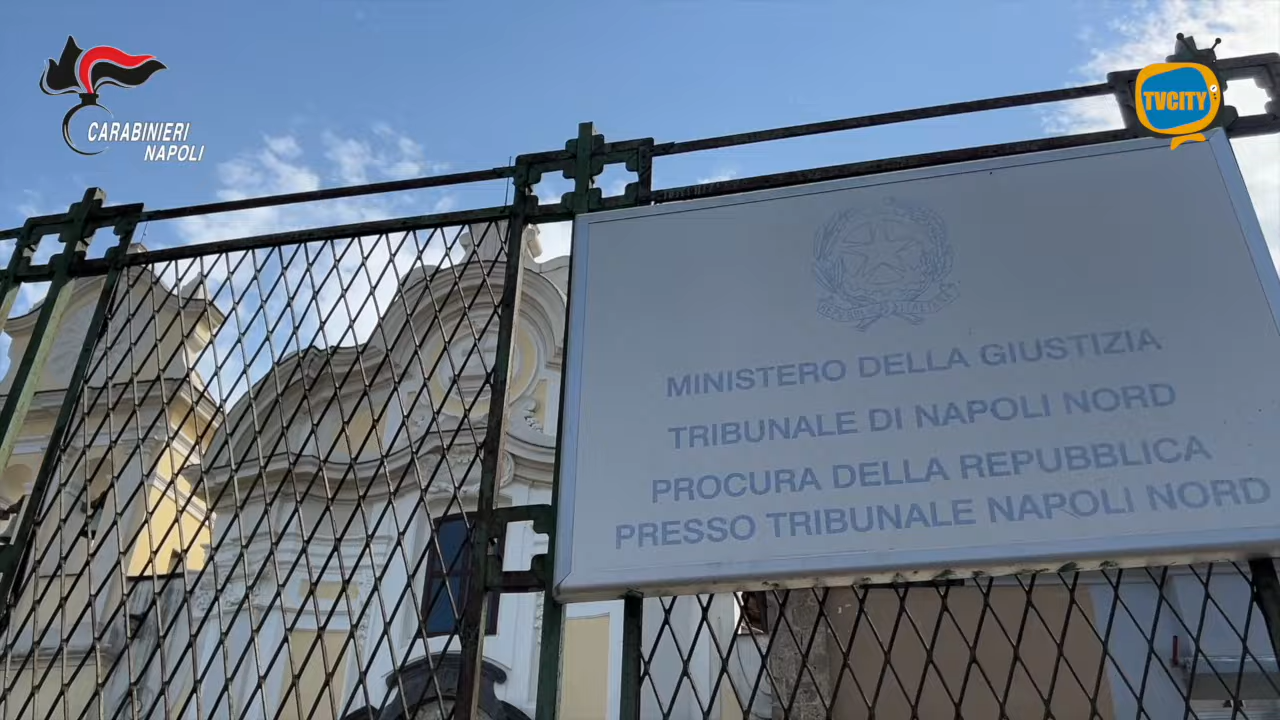 CARABINIERI
NAPOLI
TVCITY
MINISTERO DELLA GIUSTIZIA
TRIBUNALE DI NAPOLI NORD
PROCURA DELLA REPUBBLICA
PRESSO TRIBUNALE NAPOLI NORD